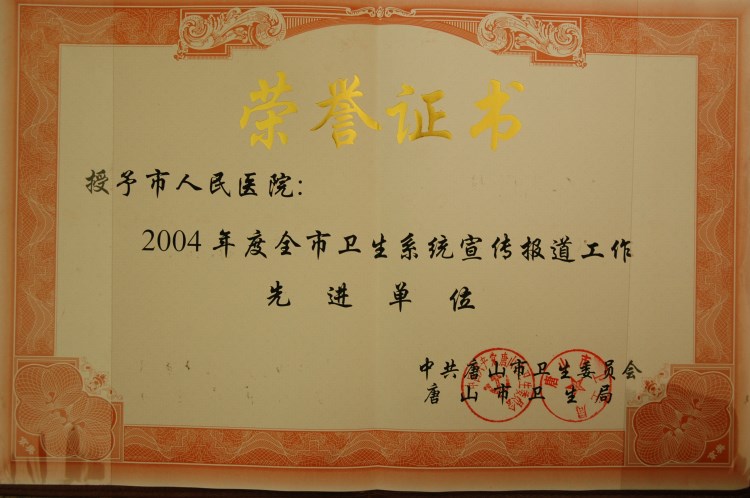 荣誉证书
授予市人民医院:
2004年度全市卫生系统宣传报道工作
先进单位
中共唐山市卫生委员会
唐山市卫生局